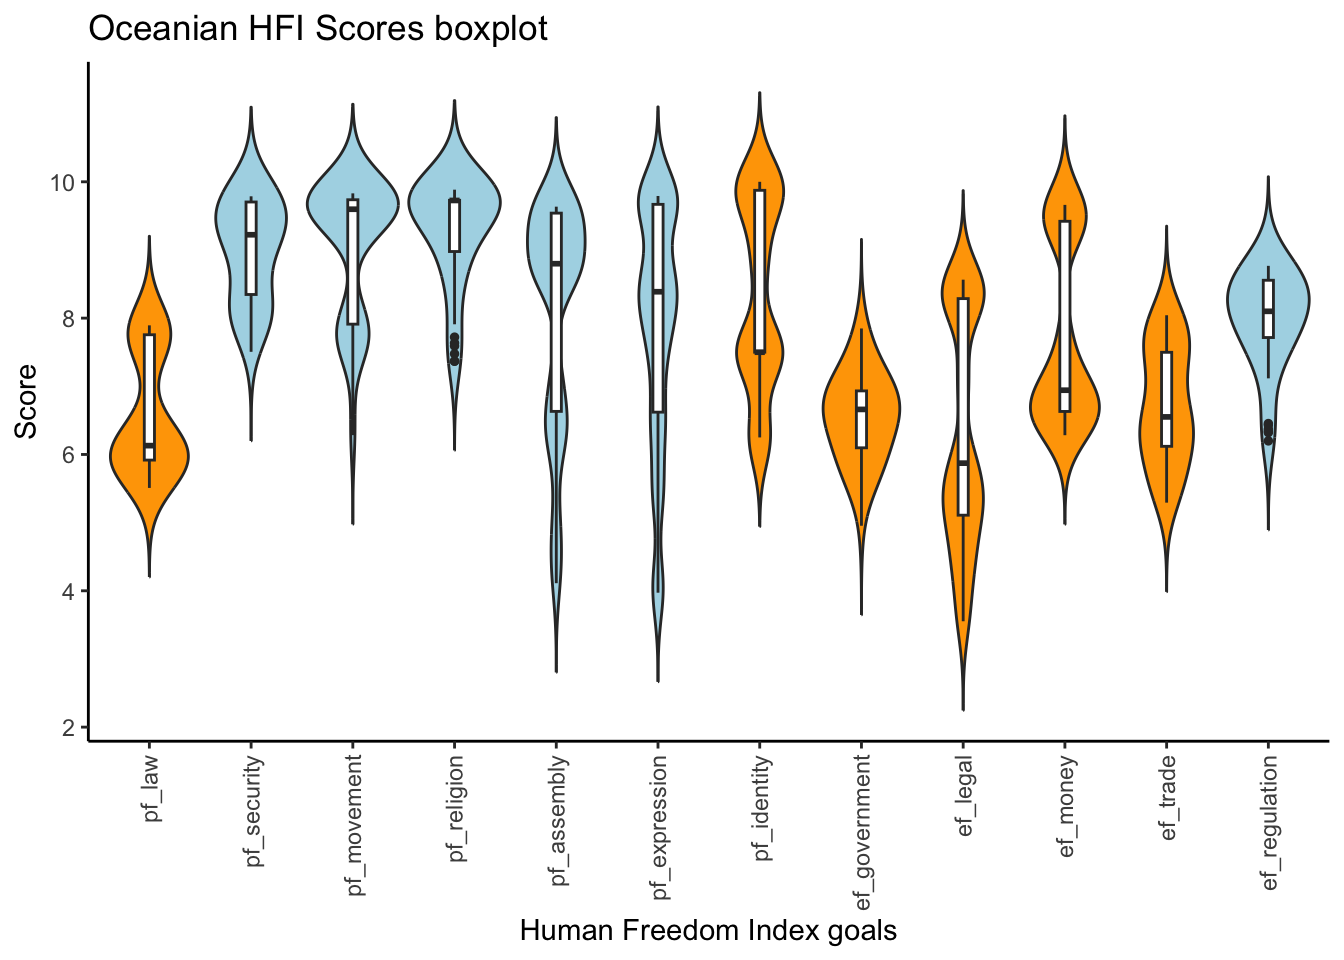 Oceanian HFI Scores boxplot
Score
10
8
6
4
2
pf_law
pf_security
pf_movement
pf_religion
pf_assembly
pf_expression
pf_identity
ef_government
ef_legal
ef_money
ef_trade
ef_regulation
Human Freedom Index goals